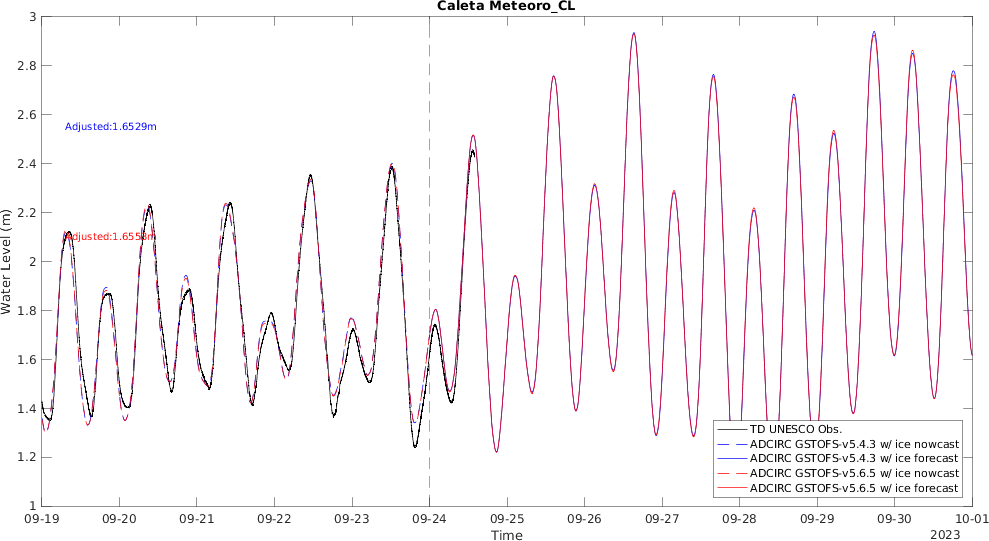 Caleta Meteoro_CL
3
2.8
2.6
2.4
2.2
2
1.8
1.6
1.4
1.2
1
Water Level (m)
Adjusted:1.6529m
Adjusted:1.6553m
TD UNESCO Obs.
ADCIRC GSTOFS-v5.4.3 w/ ice nowcast
ADCIRC GSTOFS-v5.4.3 w/ ice forecast
ADCIRC GSTOFS-v5.6.5 w/ ice nowcast
ADCIRC GSTOFS-v5.6.5 w/ ice forecast
09-19 09-20 09-21 09-22 09-23 09-24 09-25 09-26 09-27 09-28 09-29 09-30 10-01
Time
2023